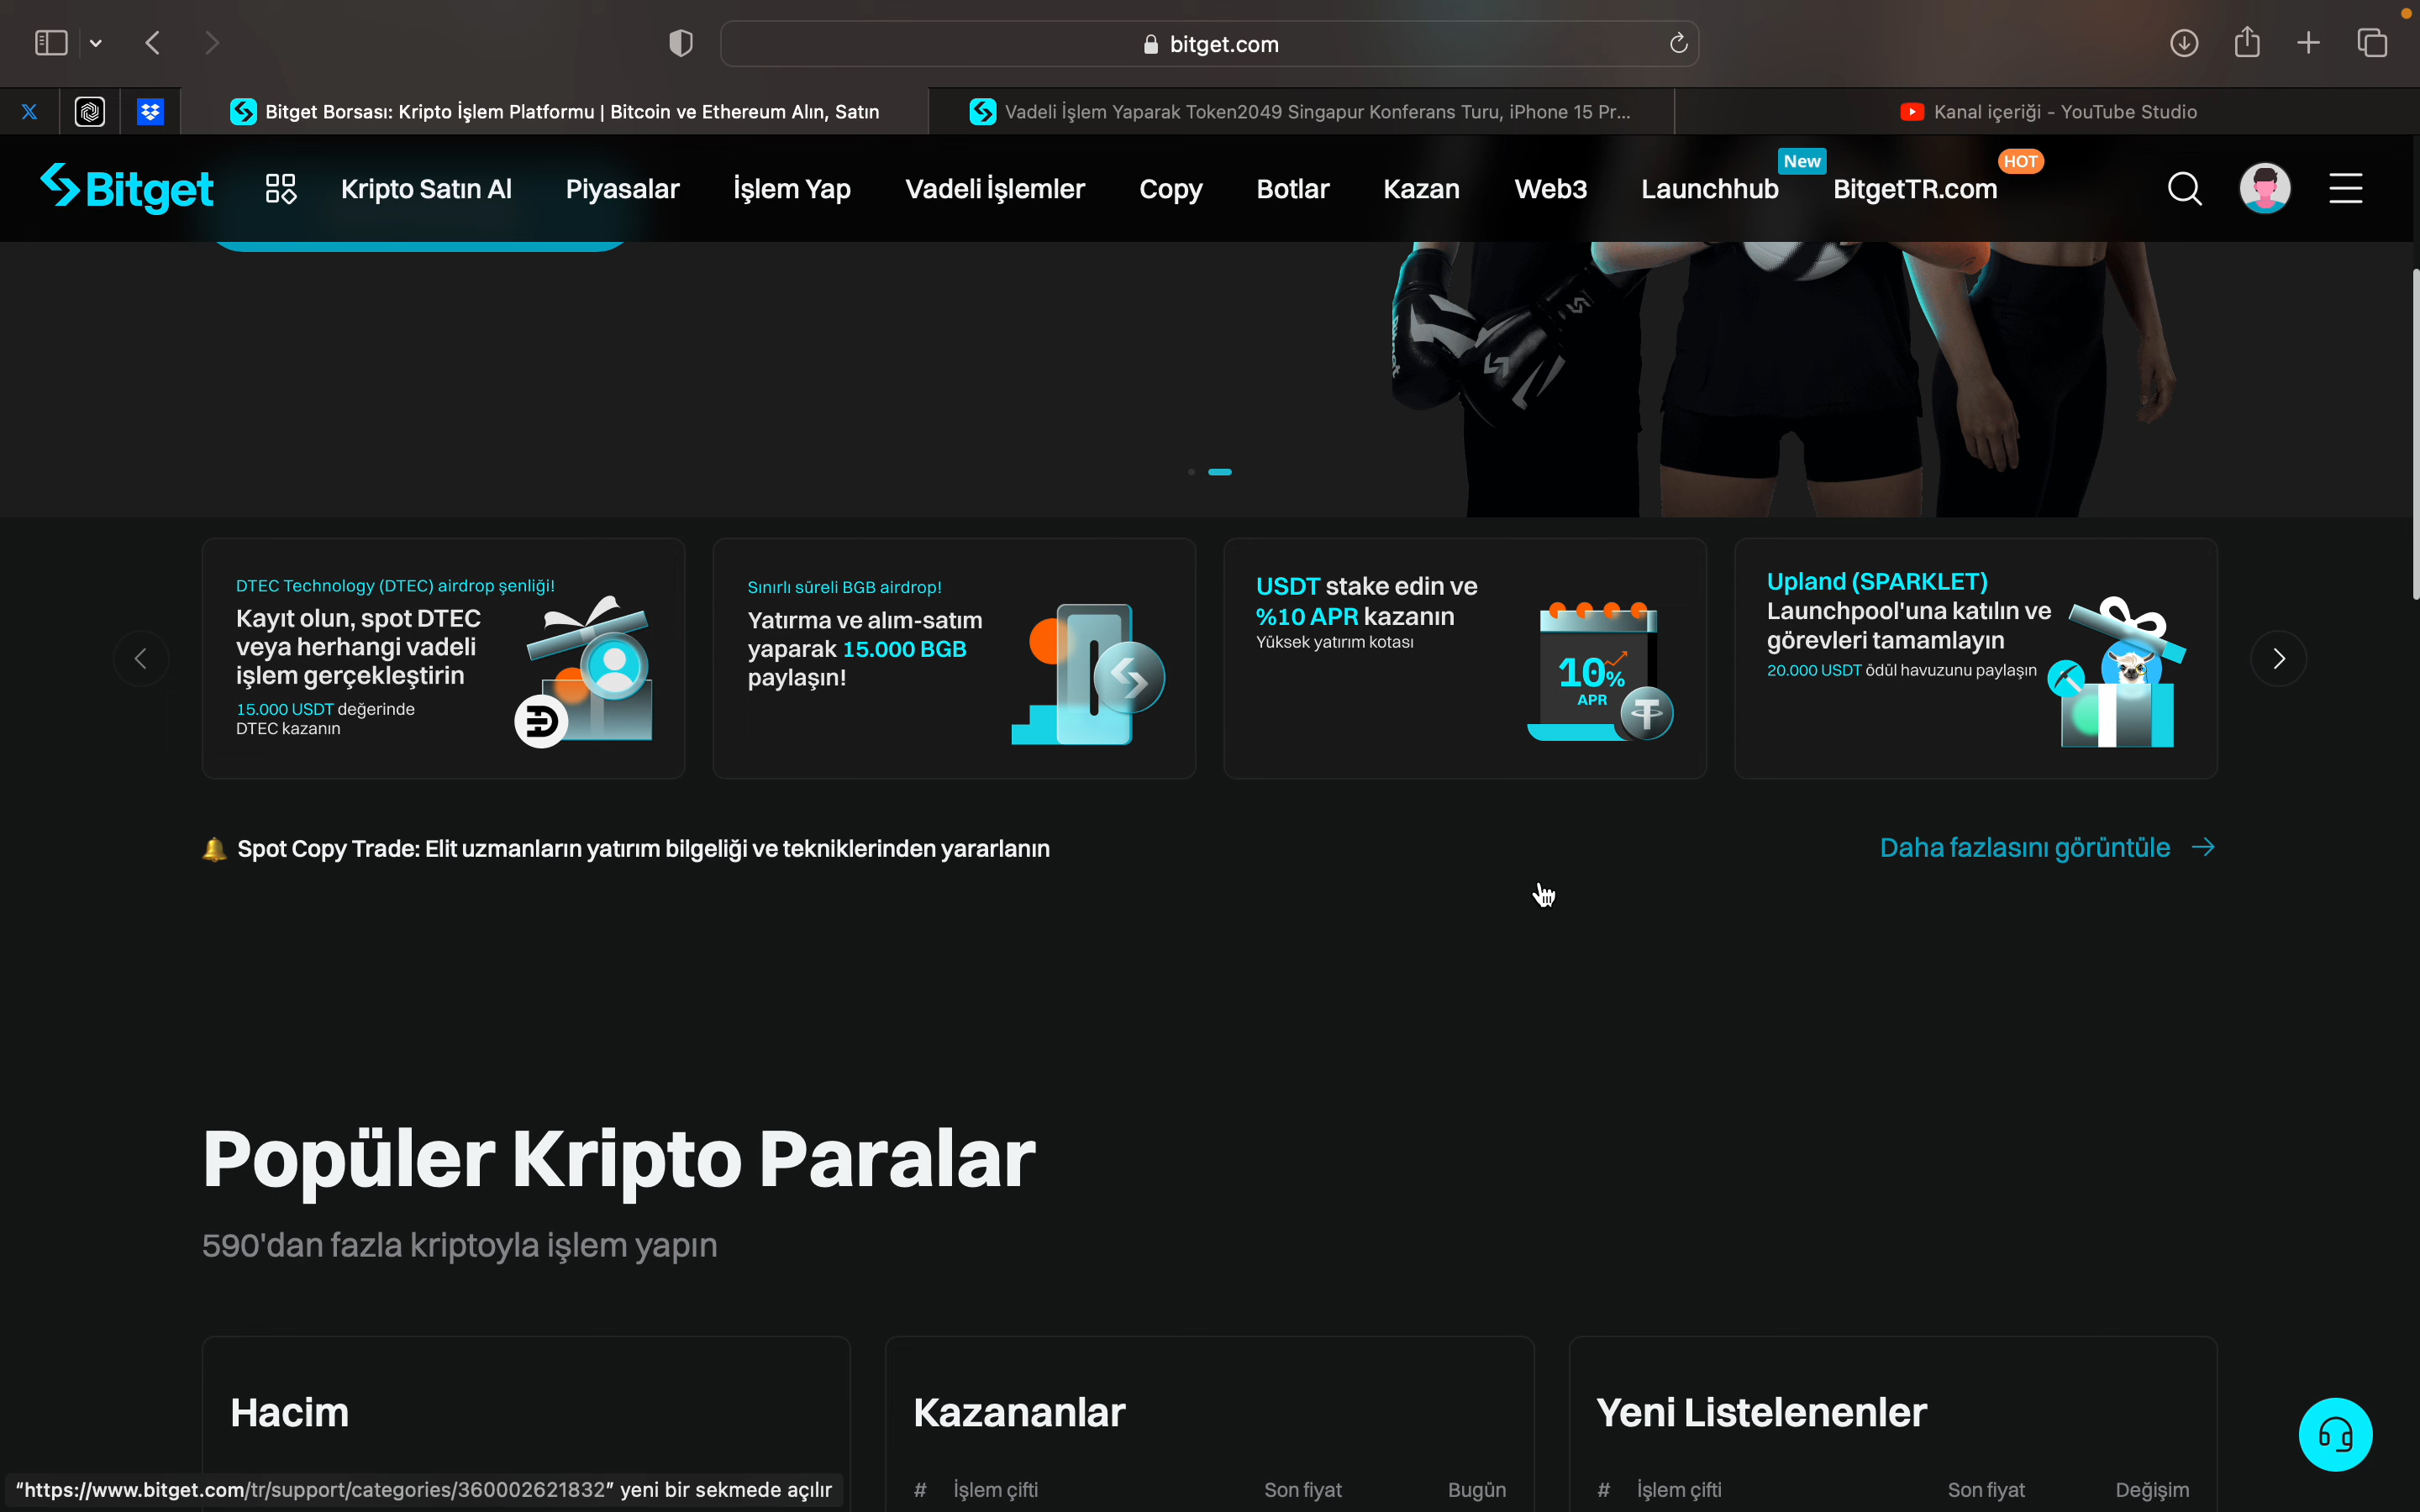 bitget.com
Bitget Borsası: Kripto İşlem Platformu | Bitcoin ve Ethereum Alın, Satın
Vadeli İşlem Yaparak Token2049 Singapur Konferans Turu, iPhone 15 Pr...
Kanal içeriği - YouTube Studio
Bitget
Kripto Satın Al
Piyasalar
İşlem Yap
Vadeli İşlemler
Copy
Botlar
Kazan
Web3
Launchhub
New
BitgetTR.com
HOT
DTEC Technology (DTEC) airdrop şenliği!
Kayıt olun, spot DTEC
veya herhangi vadeli
işlem gerçekleştirin
15.000 USDT değerinde
DTEC kazanın
Sınırlı süreli BGB airdrop!
Yatırma ve alım-satım
yaparak 15.000 BGB
paylaşın!
USDT stake edin ve
%10 APR kazanın
Yüksek yatırım kotası
10%
APR
Upland (SPARKLET)
Launchpool'una katılın ve
görevleri tamamlayın
20.000 USDT ödül havuzunu paylaşın
Spot Copy Trade: Elit uzmanların yatırım bilgeliği ve tekniklerinden yararlanın
Daha fazlasını görüntüle
Popüler Kripto Paralar
590'dan fazla kriptoyla işlem yapın
Hacim
Kazananlar
# İşlem çifti Son fiyat Bugün
Yeni Listelenenler
# İşlem çifti Son fiyat Değişim
“https://www.bitget.com/tr/support/categories/360002621832” yeni bir sekmede açılır